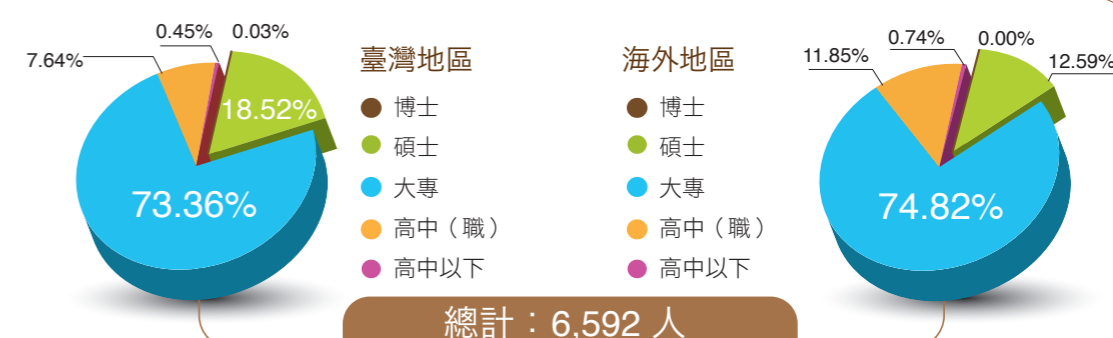 0.45%
0.03%
7.64%
18.52%
73.36%
臺灣地區
博士
碩士
大專
高中（職）
高中以下
海外地區
博士
碩士
大專
高中（職）
高中以下
0.74%
0.00%
11.85%
12.59%
74.82%
總計：6,592 人